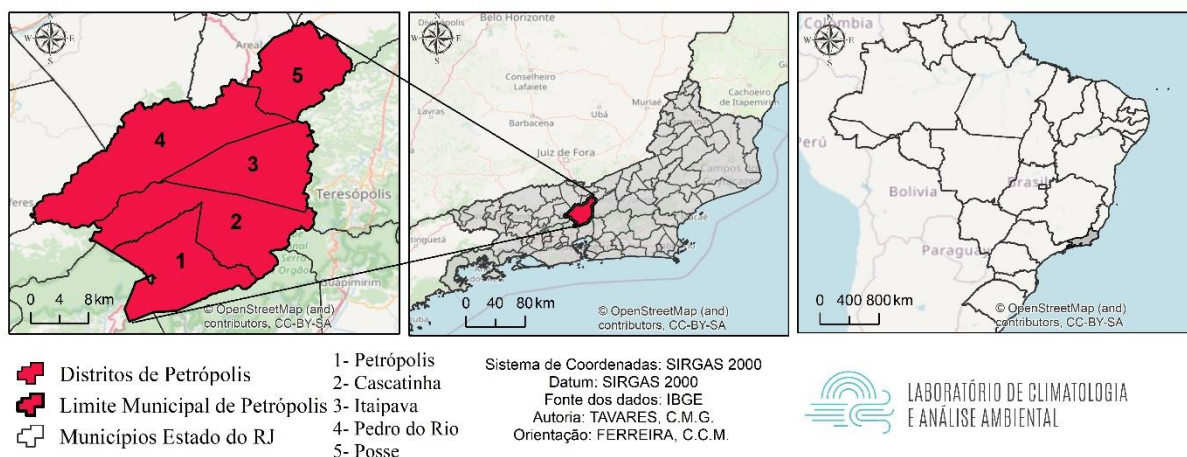 Areal
5
4
3
Teresópolis
2
1
Guapimirim
0 4 8 km
© OpenStreetMap (and)
contributors, CC-BY-SA
Belo Horizonte
Conselheiro
Lafaiete
Lavras
Barbacena
Ubá
Muriaé
Cachoeiro
de Itapemirim
Juiz de Fora
0 40 80 km
© OpenStreetMap (and)
contributors, CC-BY-SA
Colombia
Perú
Brasil
Bolivia
Paraguay
0 400 800 km
© OpenStreetMap (and)
contributors, CC-BY-SA
Distritos de Petrópolis
Limite Municipal de Petrópolis
Municípios Estado do RJ
1- Petrópolis
2- Cascatinha
3- Itaipava
4- Pedro do Rio
5- Posse
Sistema de Coordenadas: SIRGAS 2000
Datum: SIRGAS 2000
Fonte dos dados: IBGE
Autoria: TAVARES, C.M.G.
Orientação: FERREIRA, C.C.M.
LABORATÓRIO DE CLIMATOLOGIA
E ANÁLISE AMBIENTAL